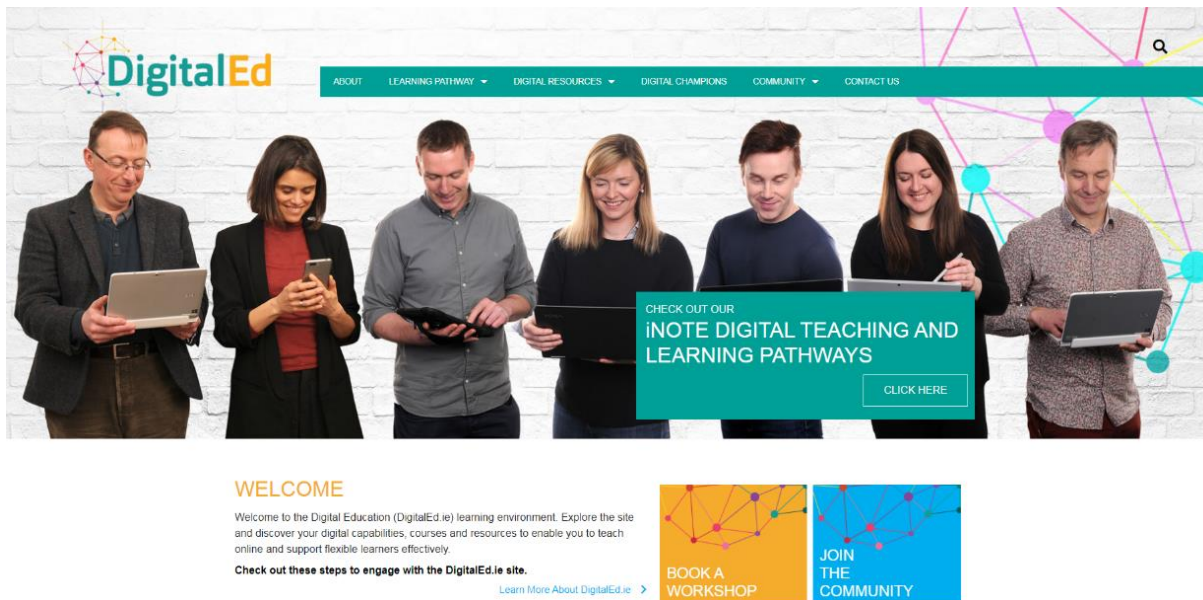 DigitalEd
ABOUT LEARNING PATHWAY DIGITAL RESOURCES DIGITAL CHAMPIONS COMMUNITY CONTACT US
CHECK OUT OUR
iNOTE DIGITAL TEACHING AND
LEARNING PATHWAYS
CLICK HERE
WELCOME
Welcome to the Digital Education (DigitalEd.ie) learning environment. Explore the site
and discover your digital capabilities, courses and resources to enable you to teach
online and support flexible learners effectively.
Check out these steps to engage with the DigitalEd.ie site.
Learn More About DigitalEd.ie
BOOK A
WORKSHOP
JOIN
THE
COMMUNITY